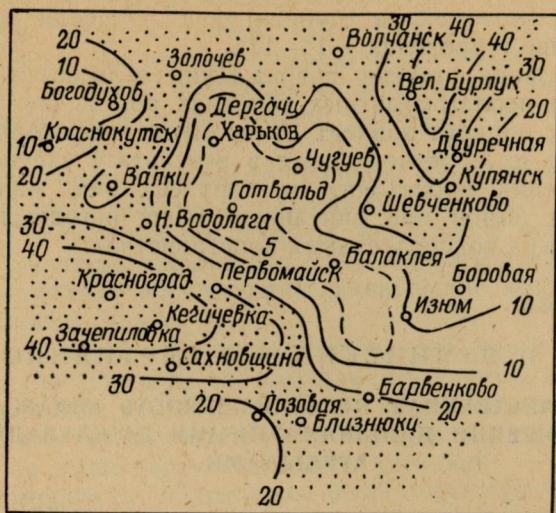 30 40
20 Волчанск 40
Золочев
10 Вел. Бурлук 30
Богодухов
Дергачи 20
Краснокутск Харьков Двуречная
10 Чугуев
20 Валки Купянск
Готвальд Шевченково
30 Н. Водолага
5 Балаклея
40 Первомайск Боровая
Красноград 10
Кегичевка Изюм
Зачепиловка
40 Сахновщина
10
30 Барвенково
20 Лозовая 20
Близнюки
20